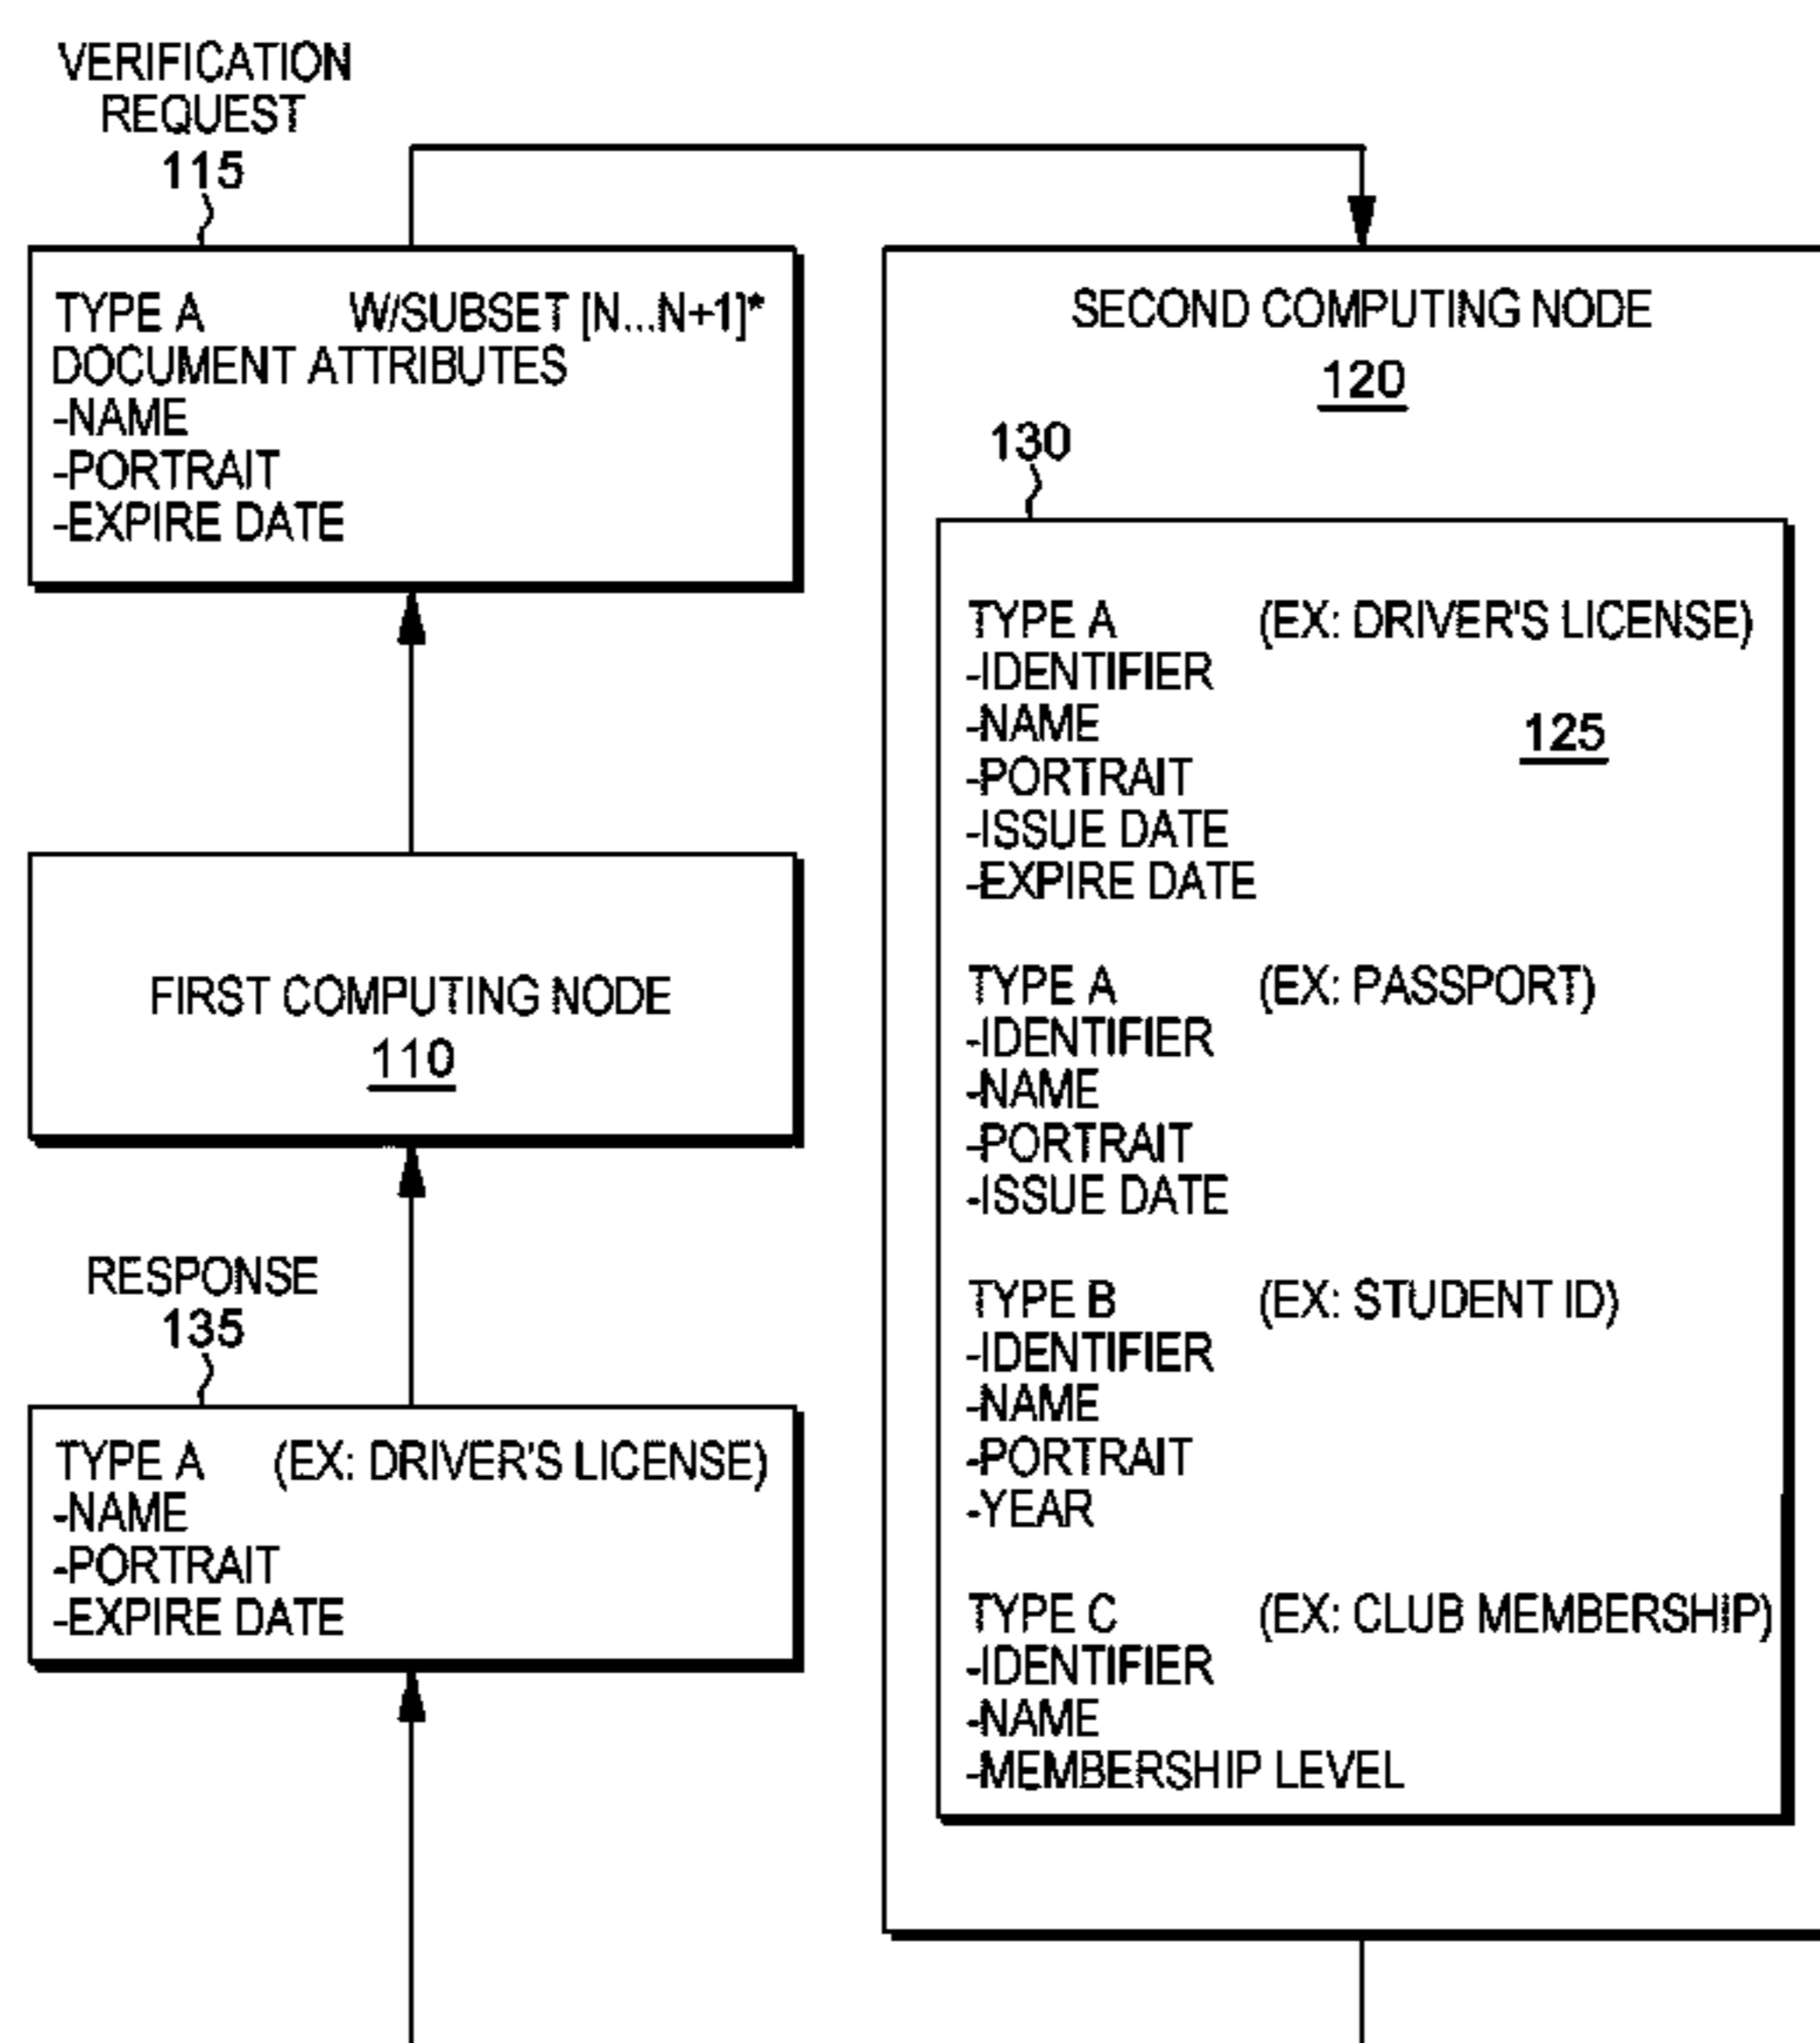 VERIFICATION
REQUEST
115
TYPE A W/SUBSET [N...N+1]*
DOCUMENT ATTRIBUTES
-NAME
-PORTRAIT
-EXPIRE DATE
FIRST COMPUTING NODE
110
RESPONSE
135
TYPE A (EX: DRIVER'S LICENSE)
-NAME
-PORTRAIT
-EXPIRE DATE
SECOND COMPUTING NODE
120
130
TYPE A (EX: DRIVER'S LICENSE)
-IDENTIFIER
-NAME
125
-PORTRAIT
-ISSUE DATE
-EXPIRE DATE
TYPE A (EX: PASSPORT)
-IDENTIFIER
-NAME
-PORTRAIT
-ISSUE DATE
TYPE B (EX: STUDENT ID)
-IDENTIFIER
-NAME
-PORTRAIT
-YEAR
TYPE C (EX: CLUB MEMBERSHIP)
-IDENTIFIER
-NAME
-MEMBERSHIP LEVEL